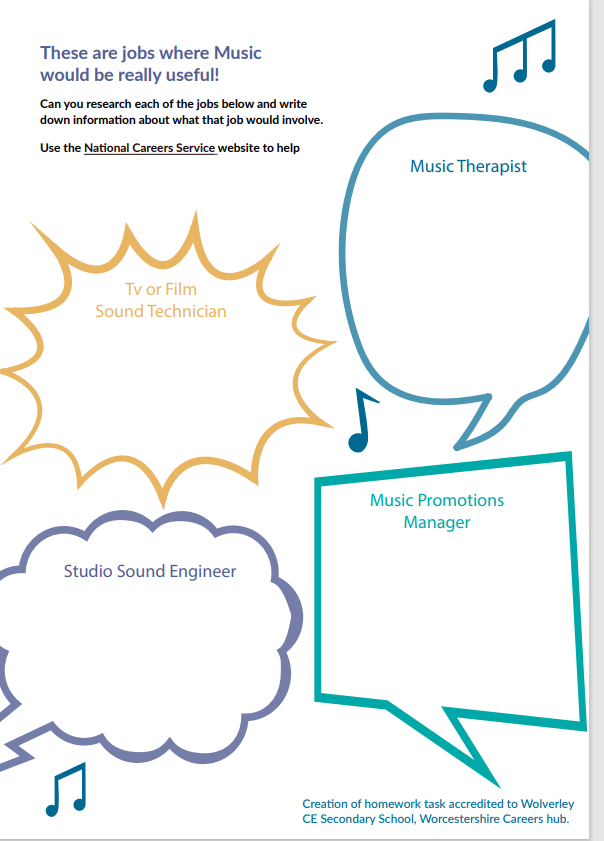 These are jobs where Music
would be really useful!
Can you research each of the jobs below and write
down information about what that job would involve.
Use the National Careers Service website to help
Music Therapist
Tv or Film
Sound Technician
Music Promotions
Manager
Studio Sound Engineer
Creation of homework task accredited to Wolverley
CE Secondary School, Worcestershire Careers hub.